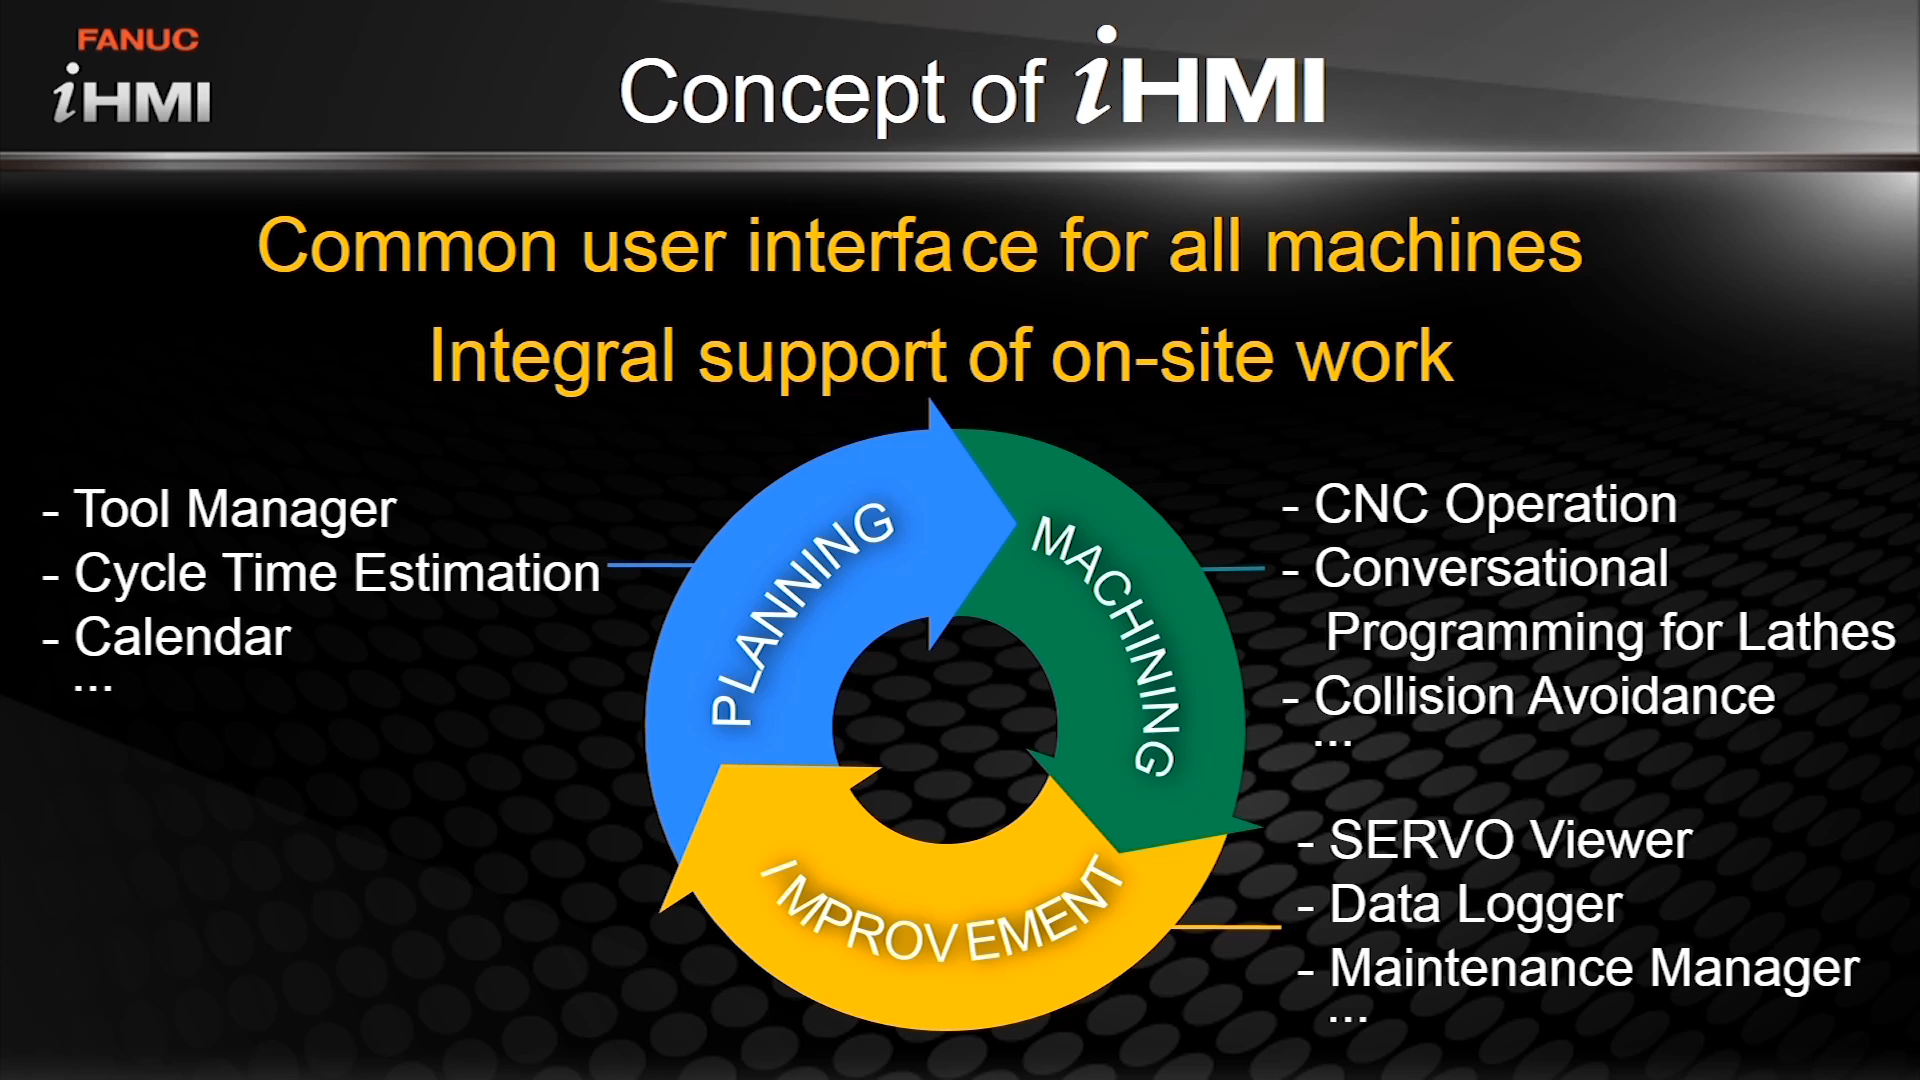 FANUC
iHMI
Concept of iHMI
Common user interface for all machines
Integral support of on-site work
- Tool Manager
- Cycle Time Estimation
- Calendar
...
PLANNING
MACHINING
IMPROVEMENT
- CNC Operation
- Conversational
Programming for Lathes
- Collision Avoidance
...
- SERVO Viewer
- Data Logger
- Maintenance Manager
...